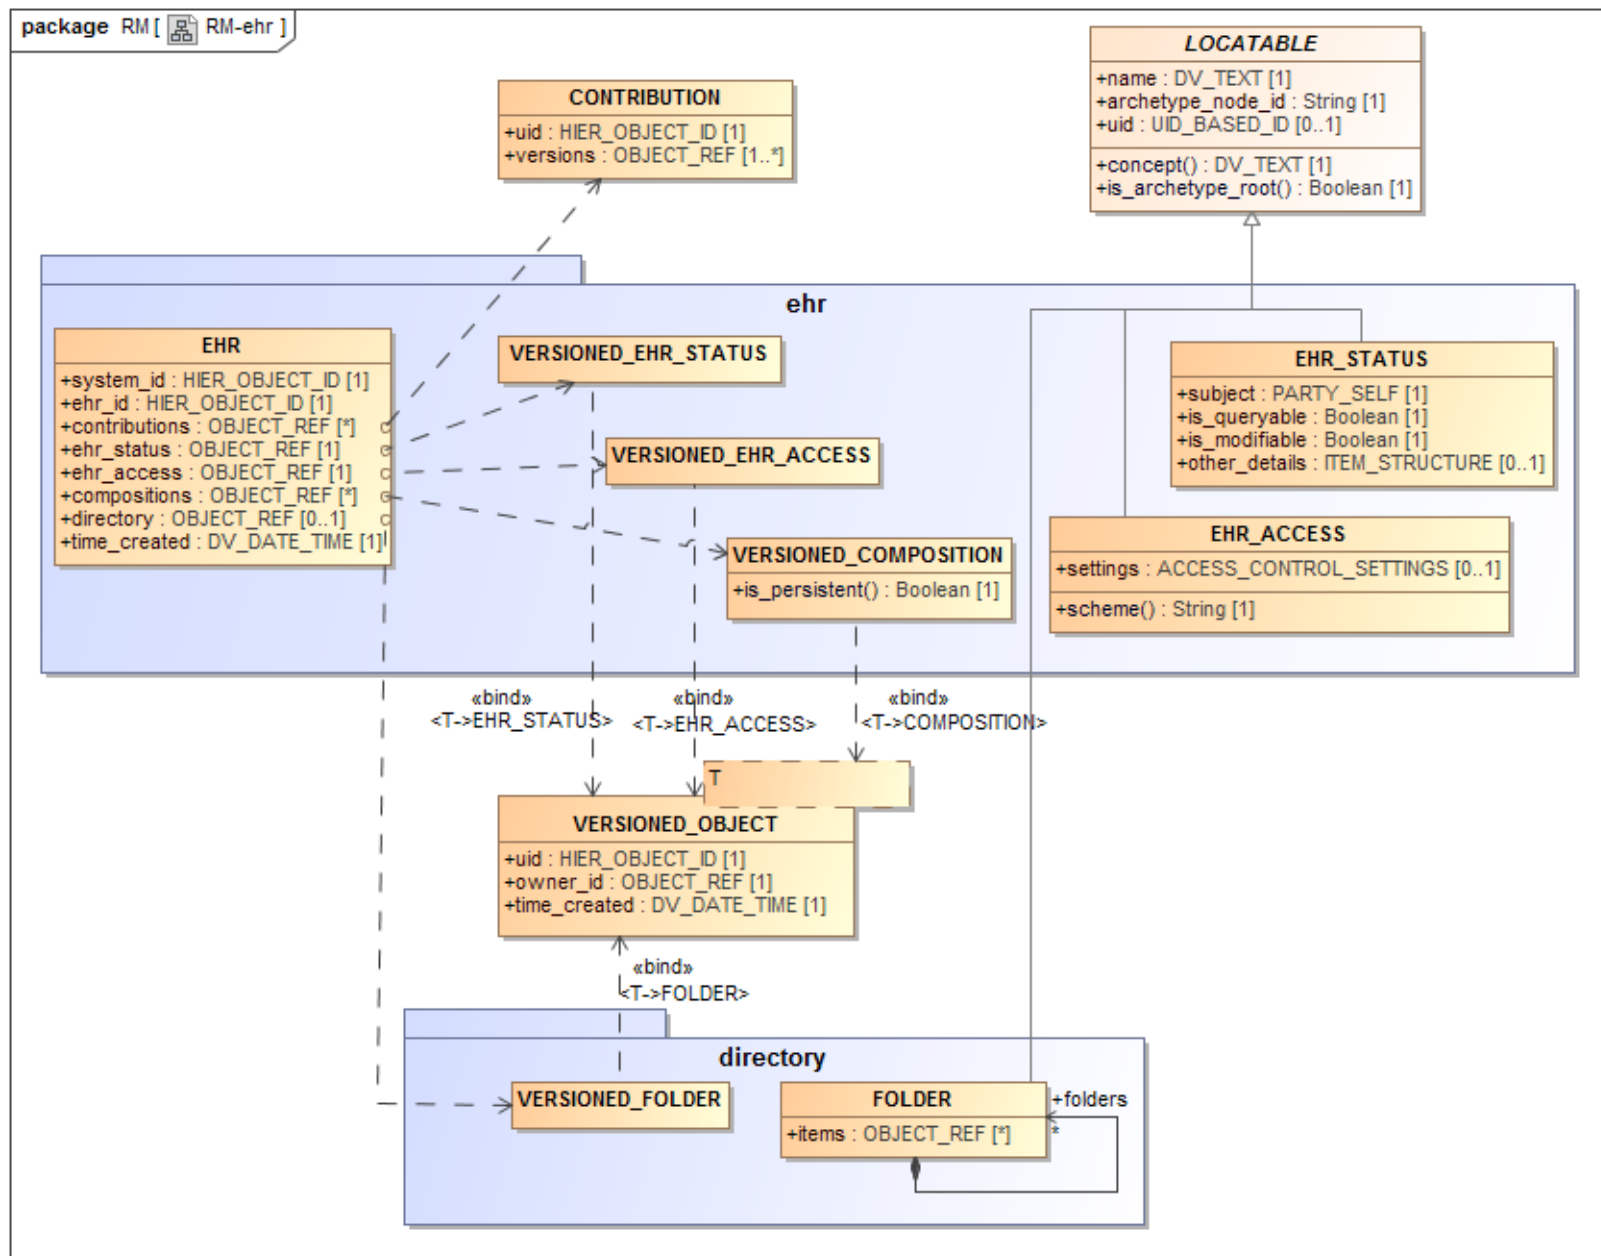 package RM [ RM-ehr ]
LOCATABLE
+name : DV_TEXT [1]
+archetype_node_id : String [1]
+uid : UID_BASED_ID [0..1]
+concept() : DV_TEXT [1]
+is_archetype_root() : Boolean [1]
CONTRIBUTION
+uid : HIER_OBJECT_ID [1]
+versions : OBJECT_REF [1..*]
ehr
EHR
+system_id : HIER_OBJECT_ID [1]
+ehr_id : HIER_OBJECT_ID [1]
+contributions : OBJECT_REF [*]
+ehr_status : OBJECT_REF [1]
+ehr_access : OBJECT_REF [1]
+compositions : OBJECT_REF [*]
+directory : OBJECT_REF [0..1]
+time_created : DV_DATE_TIME [1]
VERSIONED_EHR_STATUS
VERSIONED_EHR_ACCESS
VERSIONED_COMPOSITION
+is_persistent() : Boolean [1]
EHR_STATUS
+subject : PARTY_SELF [1]
+is_queryable : Boolean [1]
+is_modifiable : Boolean [1]
+other_details : ITEM_STRUCTURE [0..1]
EHR_ACCESS
+settings : ACCESS_CONTROL_SETTINGS [0..1]
+scheme() : String [1]
«bind»
<T->EHR_STATUS>
«bind»
<T->EHR_ACCESS>
«bind»
<T->COMPOSITION>
T
VERSIONED_OBJECT
+uid : HIER_OBJECT_ID [1]
+owner_id : OBJECT_REF [1]
+time_created : DV_DATE_TIME [1]
«bind»
<T->FOLDER>
directory
VERSIONED_FOLDER
FOLDER
+items : OBJECT_REF [*]
+folders
*